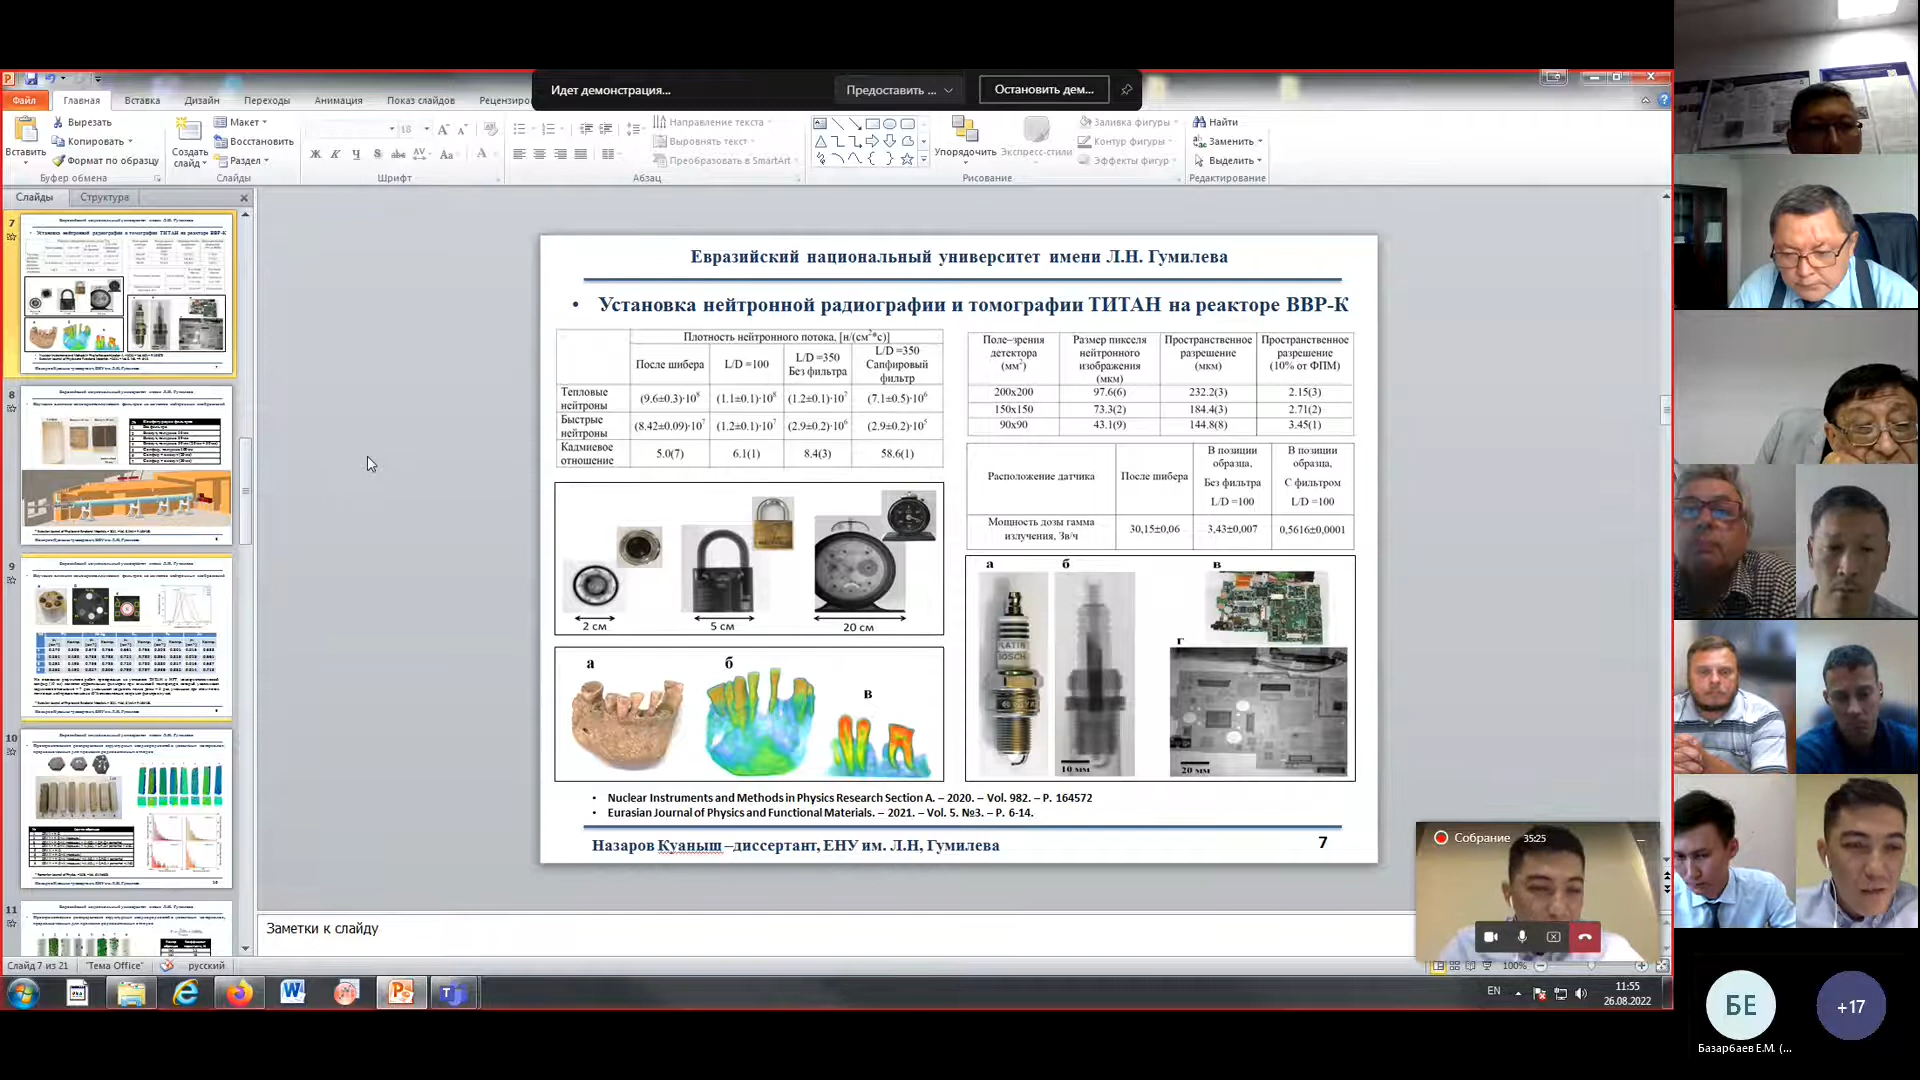 Идет демонстрация...
Предоставить ...
Остановить дем...
Файл
Главная
Вставка
Дизайн
Переходы
Анимация
Показ слайдов
Рецензиро
Вставить
Вырезать
Копировать
Формат по образцу
Буфер обмена
Создать слайд
Макет
Восстановить
Раздел
Слайды
18
Ж К Ч S abc AV Aa А
Шрифт
Направление текста
Выровнять текст
Преобразовать в SmartArt
Абзац
Упорядочить
Экспресс-стили
Заливка фигуры
Контур фигуры
Эффекты фигур
Рисование
Найти
Заменить
Выделить
Редактирование
Слайды
Структура
7
8
9
10
11
Евразийский национальный университет имени Л.Н. Гумилева
• Установка нейтронной радиографии и томографии ТИТАН на реакторе ВВР-К
Плотность нейтронного потока, [н/(см²*с)]
После шибера
L/D =100
L/D =350
Без фильтра
L/D =350
Сапфировый
фильтр
Тепловые нейтроны (9.6±0.3)·10⁸ (1.1±0.1)·10⁸ (1.2±0.1)·10⁷ (7.1±0.5)·10⁶
Быстрые нейтроны (8.42±0.09)·10⁷ (1.2±0.1)·10⁷ (2.9±0.2)·10⁶ (2.9±0.2)·10⁵
Кадмиевое отношение 5.0(7) 6.1(1) 8.4(3) 58.6(1)
Поле–зрения детектора (мм²)
Размер пикселя нейтронного изображения (мкм)
Пространственное разрешение (мкм)
Пространственное разрешение (10% от ФПМ)
200x200 97.6(6) 232.2(3) 2.15(3)
150x150 73.3(2) 184.4(3) 2.71(2)
90x90 43.1(9) 144.8(8) 3.45(1)
Расположение датчика
После шибера
В позиции образца,
Без фильтра
L/D =100
В позиции образца,
С фильтром
L/D =100
Мощность дозы гамма излучения, Зв/ч 30,15±0,06 3,43±0,007 0,5616±0,0001
2 см
5 см
20 см
а
б
в
а
б
в
г
PLATIN
BOSCH
10 мм
20 мм
• Nuclear Instruments and Methods in Physics Research Section A. – 2020. – Vol. 982. – P. 164572
• Eurasian Journal of Physics and Functional Materials. – 2021. – Vol. 5. №3. – P. 6-14.
Назаров Куаныш –диссертант, ЕНУ им. Л.Н, Гумилева
7
Собрание
35:25
Заметки к слайду
Слайд 7 из 21
"Тема Office"
русский
100%
EN
11:55
26.08.2022
БЕ
+17
Базарбаев Е.М. (...